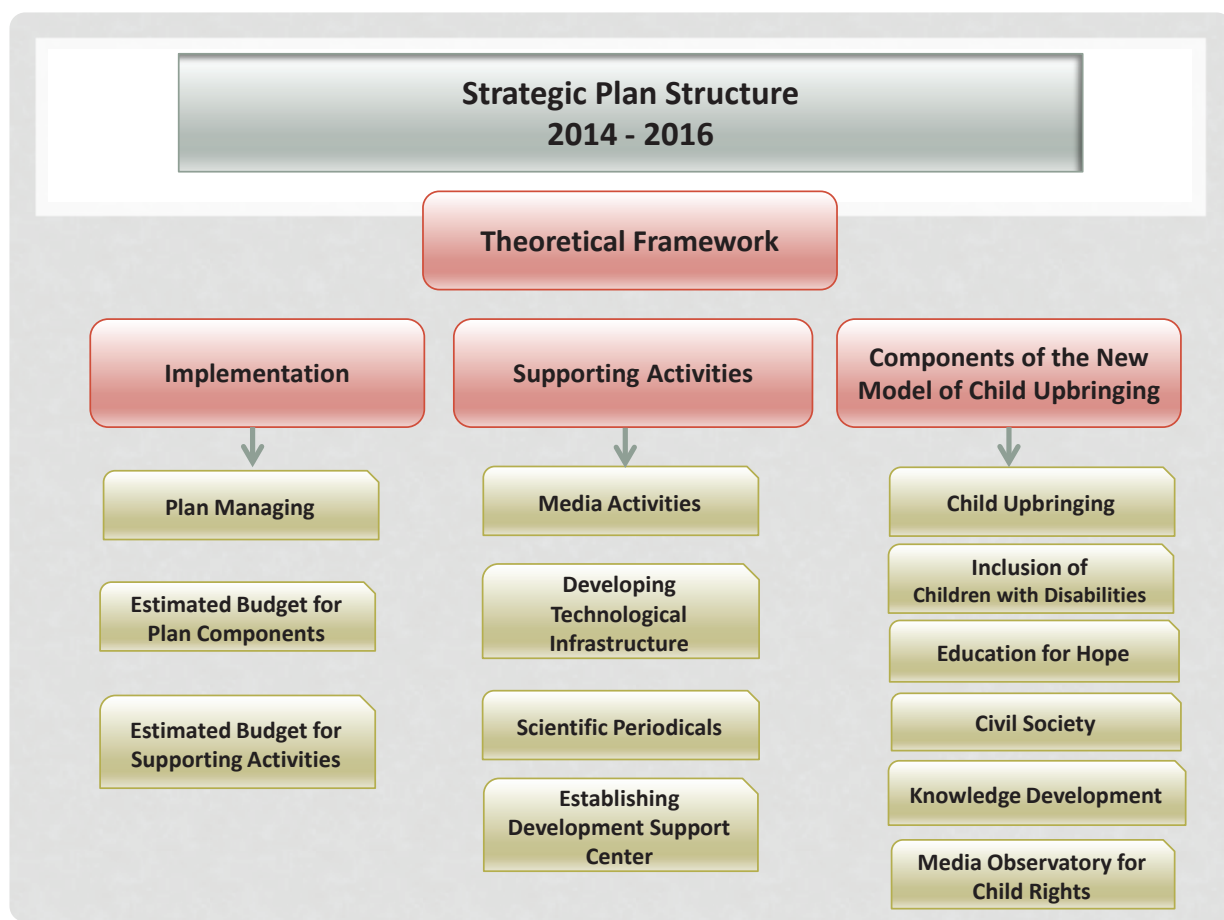 Strategic Plan Structure
2014 - 2016
Theoretical Framework
Implementation
Plan Managing
Estimated Budget for
Plan Components
Estimated Budget for
Supporting Activities
Supporting Activities
Media Activities
Developing
Technological
Infrastructure
Scientific Periodicals
Establishing
Development Support
Center
Components of the New
Model of Child Upbringing
Child Upbringing
Inclusion of
Children with Disabilities
Education for Hope
Civil Society
Knowledge Development
Media Observatory for
Child Rights